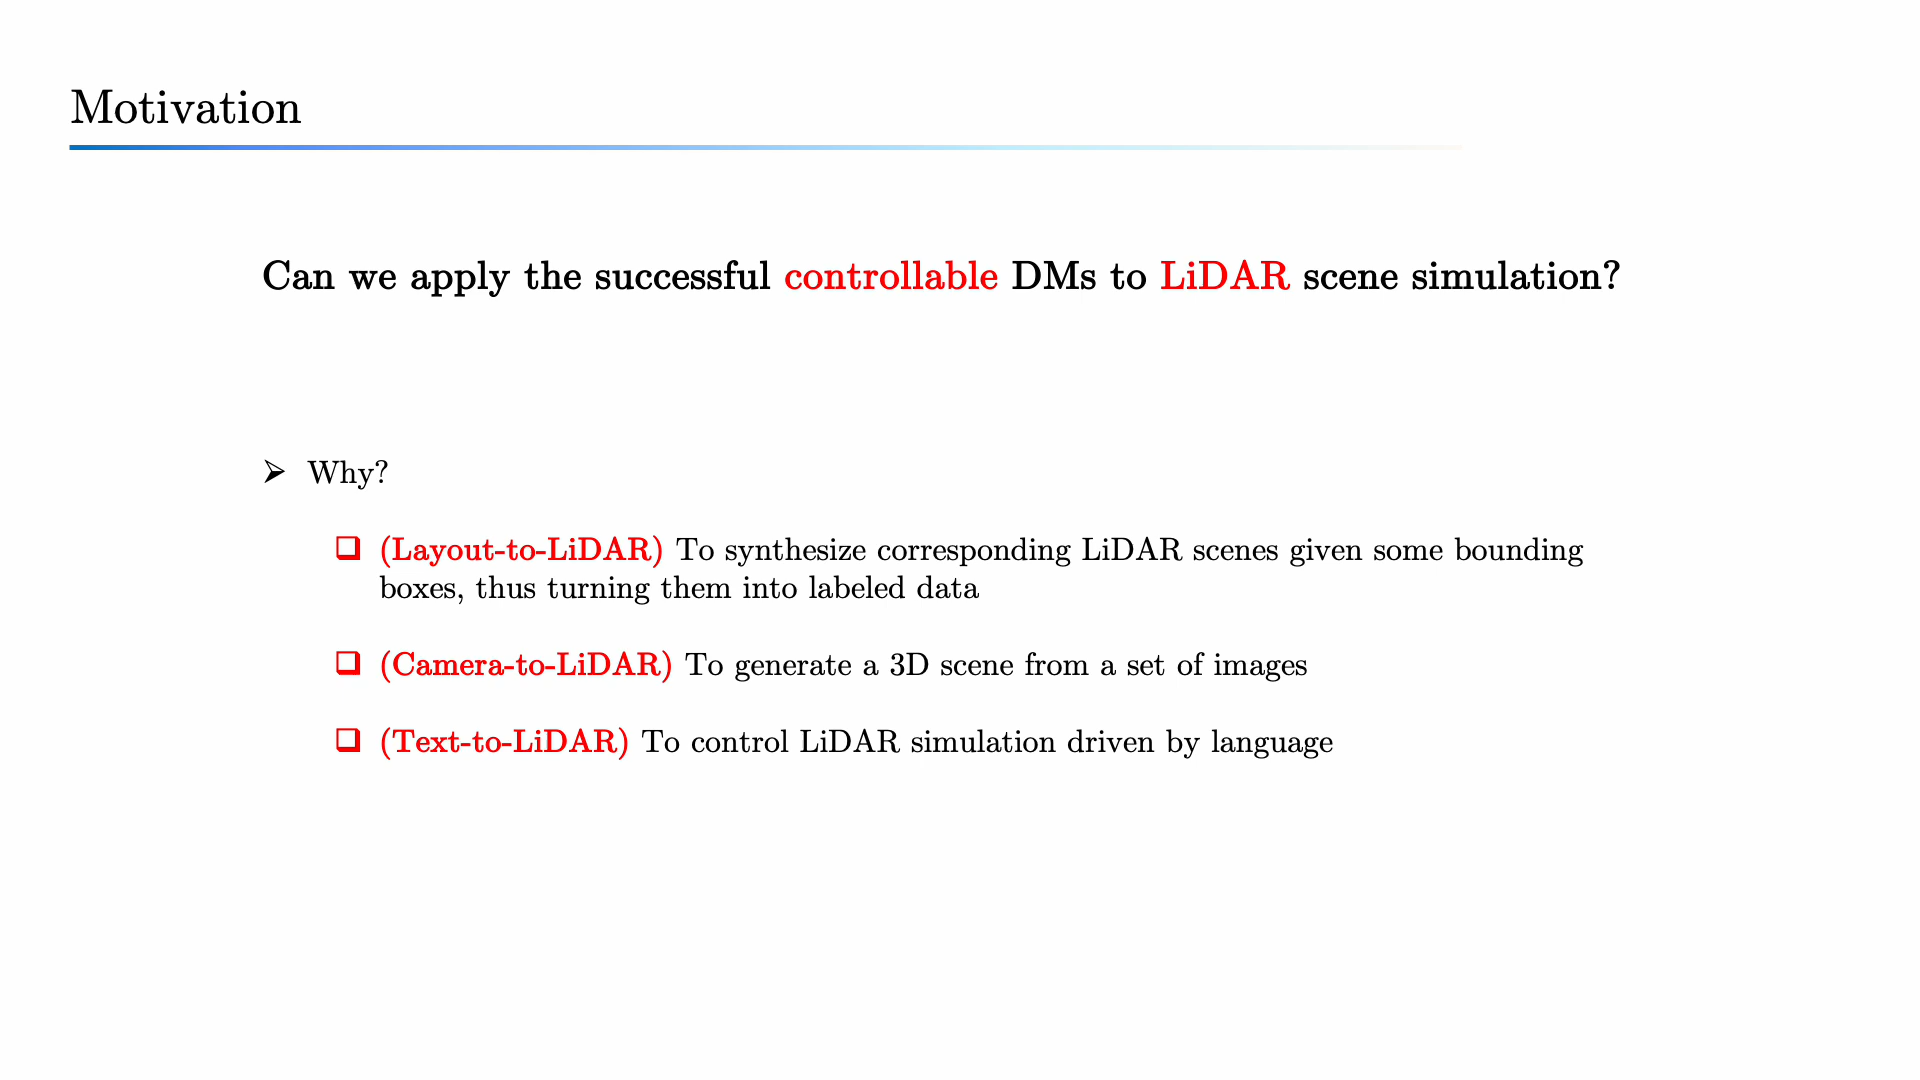 Motivation
Can we apply the successful controllable DMs to LiDAR scene simulation?
➢ Why?
❑ (Layout-to-LiDAR) To synthesize corresponding LiDAR scenes given some bounding
boxes, thus turning them into labeled data
❑ (Camera-to-LiDAR) To generate a 3D scene from a set of images
❑ (Text-to-LiDAR) To control LiDAR simulation driven by language